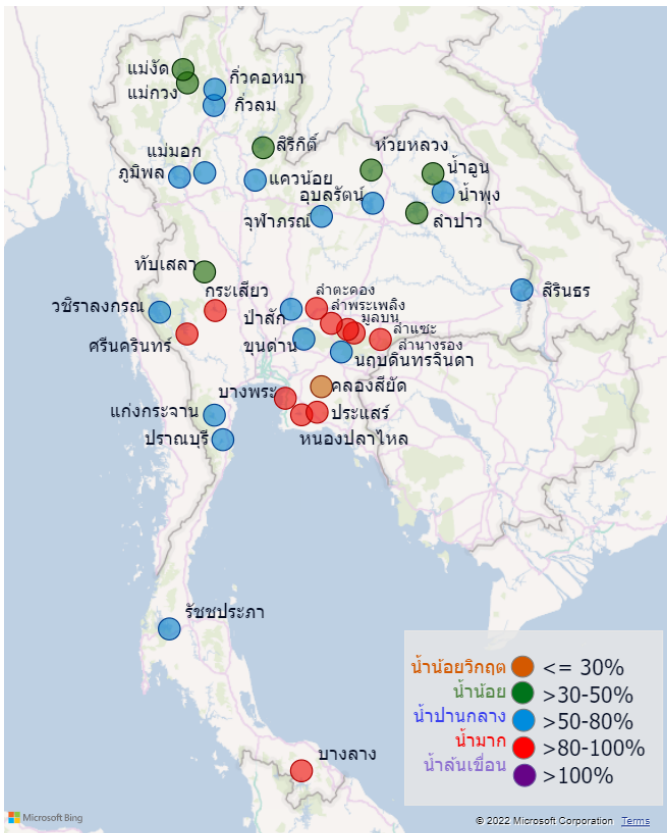 แม่งัด
กิ่วคอหมา
แม่กวง
กิ่วลม
สิริกิติ์
ห้วยหลวง
แม่มอก
น้ำอูน
ภูมิพล
แควน้อย
อุบลรัตน์
น้ำพุง
จุฬาภรณ์
ลำปาว
ทับเสลา
กระเสียว
ลำตะคอง
สิรินธร
วชิราลงกรณ
ป่าสัก
ลำพระเพลิง
มูลบน
ลำแชะ
ศรีนครินทร์
ขุนด่าน
ลำนางรอง
นฤบดินทรจินดา
บางพระ
คลองสียัด
แก่งกระจาน
ประแสร์
ปราณบุรี
หนองปลาไหล
รัชชประภา
น้ำน้อยวิกฤต <= 30%
น้ำน้อย >30-50%
น้ำปานกลาง >50-80%
น้ำมาก >80-100%
น้ำล้นเขื่อน >100%
บางลาง
Microsoft Bing
© 2022 Microsoft Corporation Terms